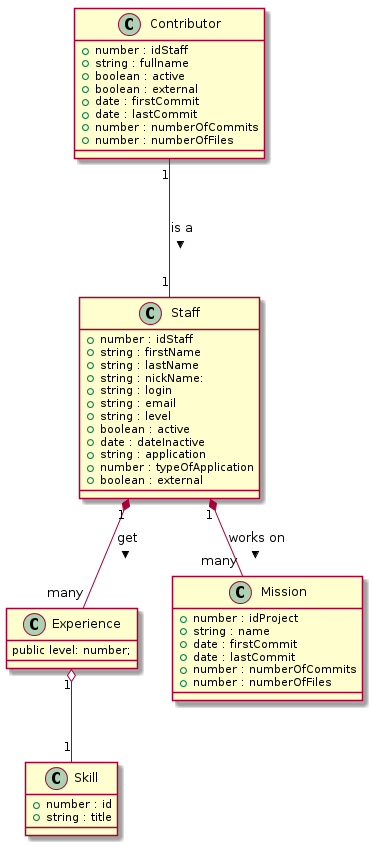 C Contributor
number : idStaff
string : fullname
boolean : active
boolean : external
date : firstCommit
date : lastCommit
number : numberOfCommits
number : numberOfFiles
1
is a
▼
1
C Staff
number : idStaff
string : firstName
string : lastName
string : nickName:
string : login
string : email
string : level
boolean : active
date : dateInactive
string : application
number : typeOfApplication
boolean : external
1
1
get
▼
works on
▼
many
many
C Experience
public level: number;
C Mission
number : idProject
string : name
date : firstCommit
date : lastCommit
number : numberOfCommits
number : numberOfFiles
1
1
C Skill
number : id
string : title